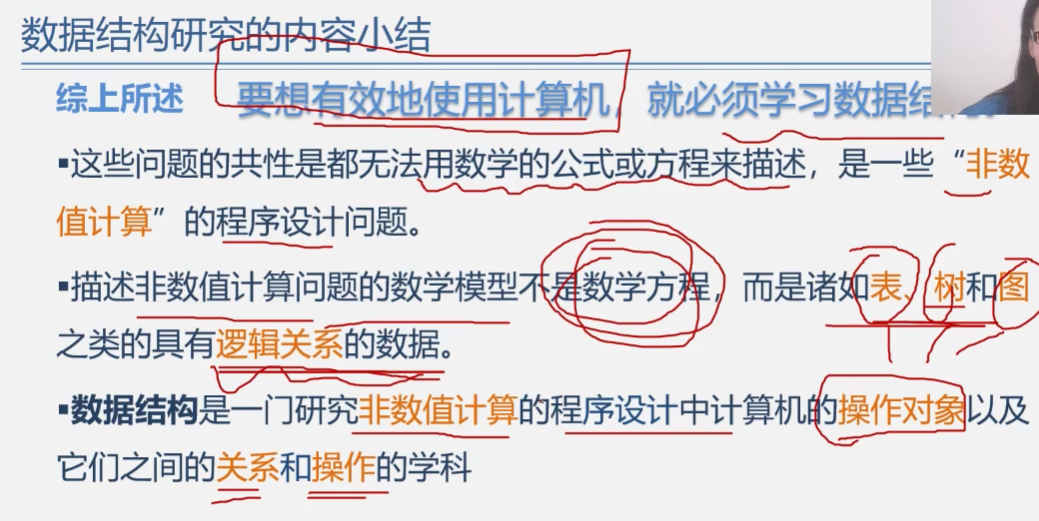 数据结构研究的内容小结
综上所述 要想有效地使用计算机，就必须学习数据结
▪这些问题的共性是都无法用数学的公式或方程来描述，是一些“非数
值计算”的程序设计问题。
▪描述非数值计算问题的数学模型不是数学方程，而是诸如表、树和图
之类的具有逻辑关系的数据。
▪数据结构是一门研究非数值计算的程序设计中计算机的操作对象以及
它们之间的关系和操作的学科